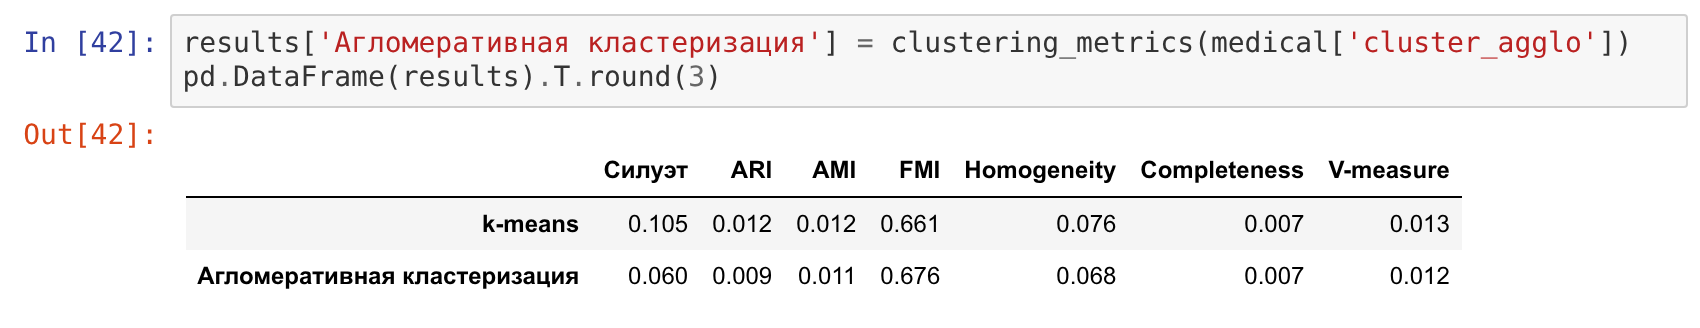 In [42]: results['Агломеративная кластеризация'] = clustering_metrics(medical['cluster_agglo'])
pd.DataFrame(results).T.round(3)
Out[42]:
Силуэт ARI AMI FMI Homogeneity Completeness V-measure
k-means 0.105 0.012 0.012 0.661 0.076 0.007 0.013
Агломеративная кластеризация 0.060 0.009 0.011 0.676 0.068 0.007 0.012